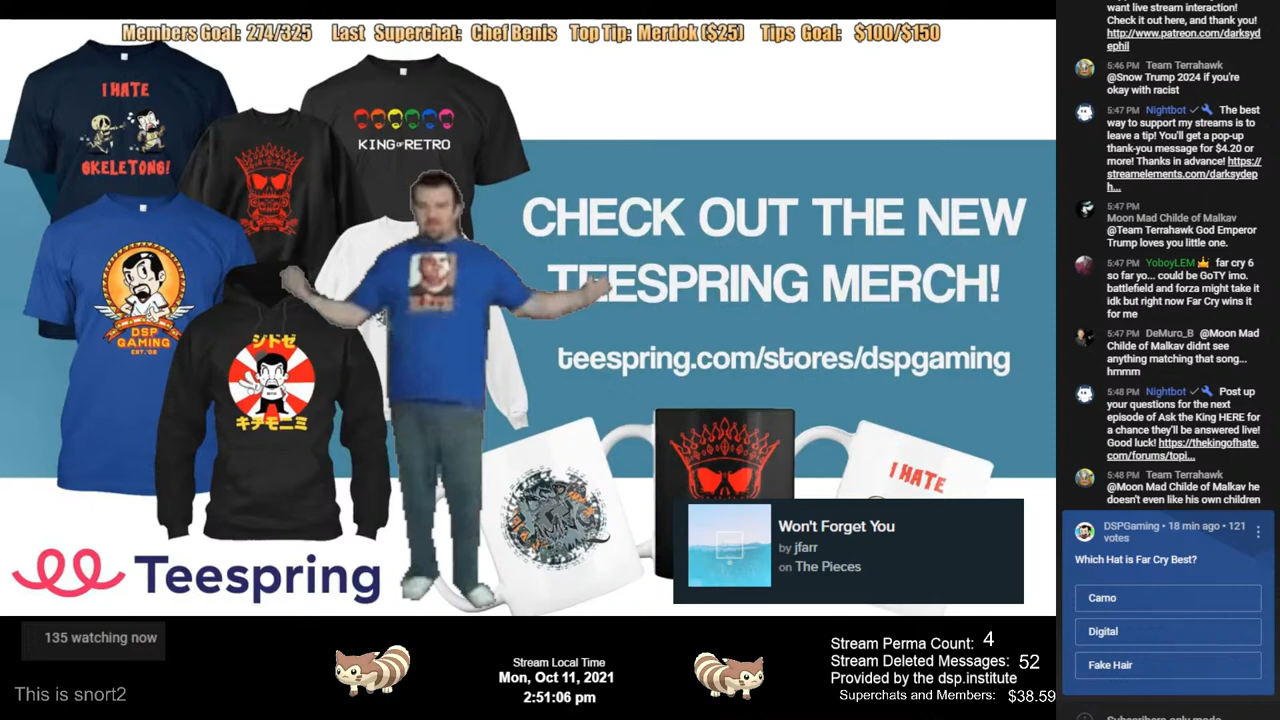 Members Goal: 274/325 Last Superchat: Chef Benis Top Tip: Merdok ($25) Tips Goal: $100/$150
I HATE
SKELETONS!
KING OF RETRO
DSP
GAMING
EST.'08
シドゼ
キチモニミ
CHECK OUT THE NEW
TEESPRING MERCH!
teespring.com/stores/dspgaming
I HATE
Teespring
Won't Forget You
by jfarr
on The Pieces
135 watching now
This is snort2
Stream Local Time
Mon, Oct 11, 2021
2:51:06 pm
Stream Perma Count: 4
Stream Deleted Messages: 52
Provided by the dsp.institute
Superchats and Members: $38.59
want live stream interaction!
Check it out here, and thank you!
http://www.patreon.com/darksyd
ephil
5:46 PM Team Terrahawk
@Snow Trump 2024 if you're
okay with racist
5:47 PM Nightbot The best
way to support my streams is to
leave a tip! You'll get a pop-up
thank-you message for $4.20 or
more! Thanks in advance! https://
streamelements.com/darksydep
h...
5:47 PM
Moon Mad Childe of Malkav
@Team Terrahawk God Emperor
Trump loves you little one.
5:47 PM YoboyLEM far cry 6
so far yo... could be GoTY imo.
battlefield and forza might take it
idk but right now Far Cry wins it
for me
5:47 PM DeMuro_B @Moon Mad
Childe of Malkav didnt see
anything matching that song...
hmmm
5:48 PM Nightbot Post up
your questions for the next
episode of Ask the King HERE for
a chance they'll be answered live!
Good luck! https://thekingofhate.
com/forums/topi...
5:48 PM Team Terrahawk
@Moon Mad Childe of Malkav he
doesn't even like his own children
DSPGaming • 18 min ago • 121
votes
Which Hat is Far Cry Best?
Camo
Digital
Fake Hair
Subscribers-only mode